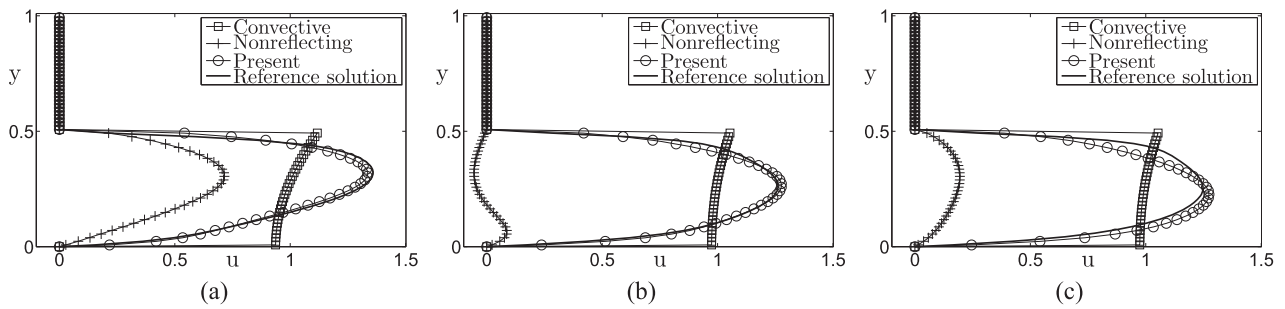 1
Convective
Nonreflecting
Present
Reference solution
y
0.5
0
0
0.5
u
1
1.5
(a)
1
Convective
Nonreflecting
Present
Reference solution
y
0.5
0
0
0.5
u
1
1.5
(b)
1
Convective
Nonreflecting
Present
Reference solution
y
0.5
0
0
0.5
u
1
1.5
(c)